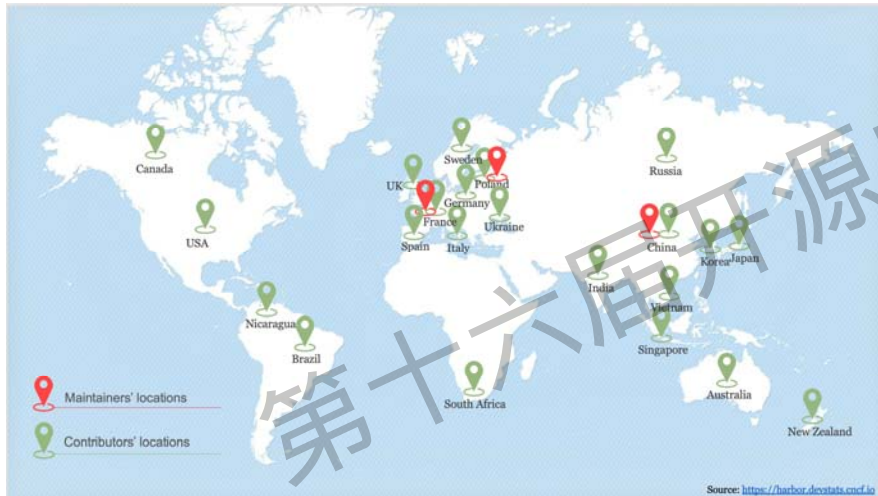 Canada
Sweden
Russia
UK
Poland
Germany
USA
France
Ukraine
Spain
Italy
China
Korea
Japan
India
Vietnam
Nicaragua
Brazil
Singapore
Australia
South Africa
New Zealand
Maintainers' locations
Contributors' locations
Source: https://harbor.devstats.cncf.io
第十六届开源